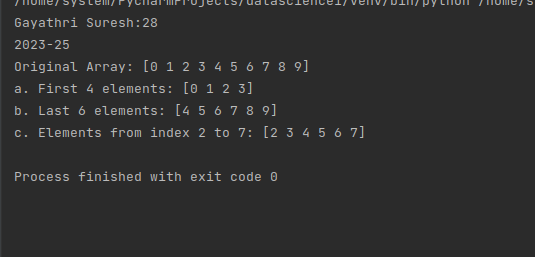 /home/system/PycharmProjects/datascience1/venv/bin/python /home/s
Gayathri Suresh:28
2023-25
Original Array: [0 1 2 3 4 5 6 7 8 9]
a. First 4 elements: [0 1 2 3]
b. Last 6 elements: [4 5 6 7 8 9]
c. Elements from index 2 to 7: [2 3 4 5 6 7]
Process finished with exit code 0